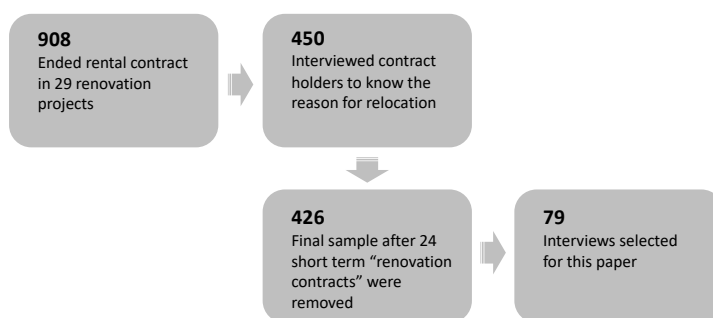 908
Ended rental contract
in 29 renovation
projects
450
Interviewed contract
holders to know the
reason for relocation
426
Final sample after 24
short term “renovation
contracts” were
removed
79
Interviews selected
for this paper